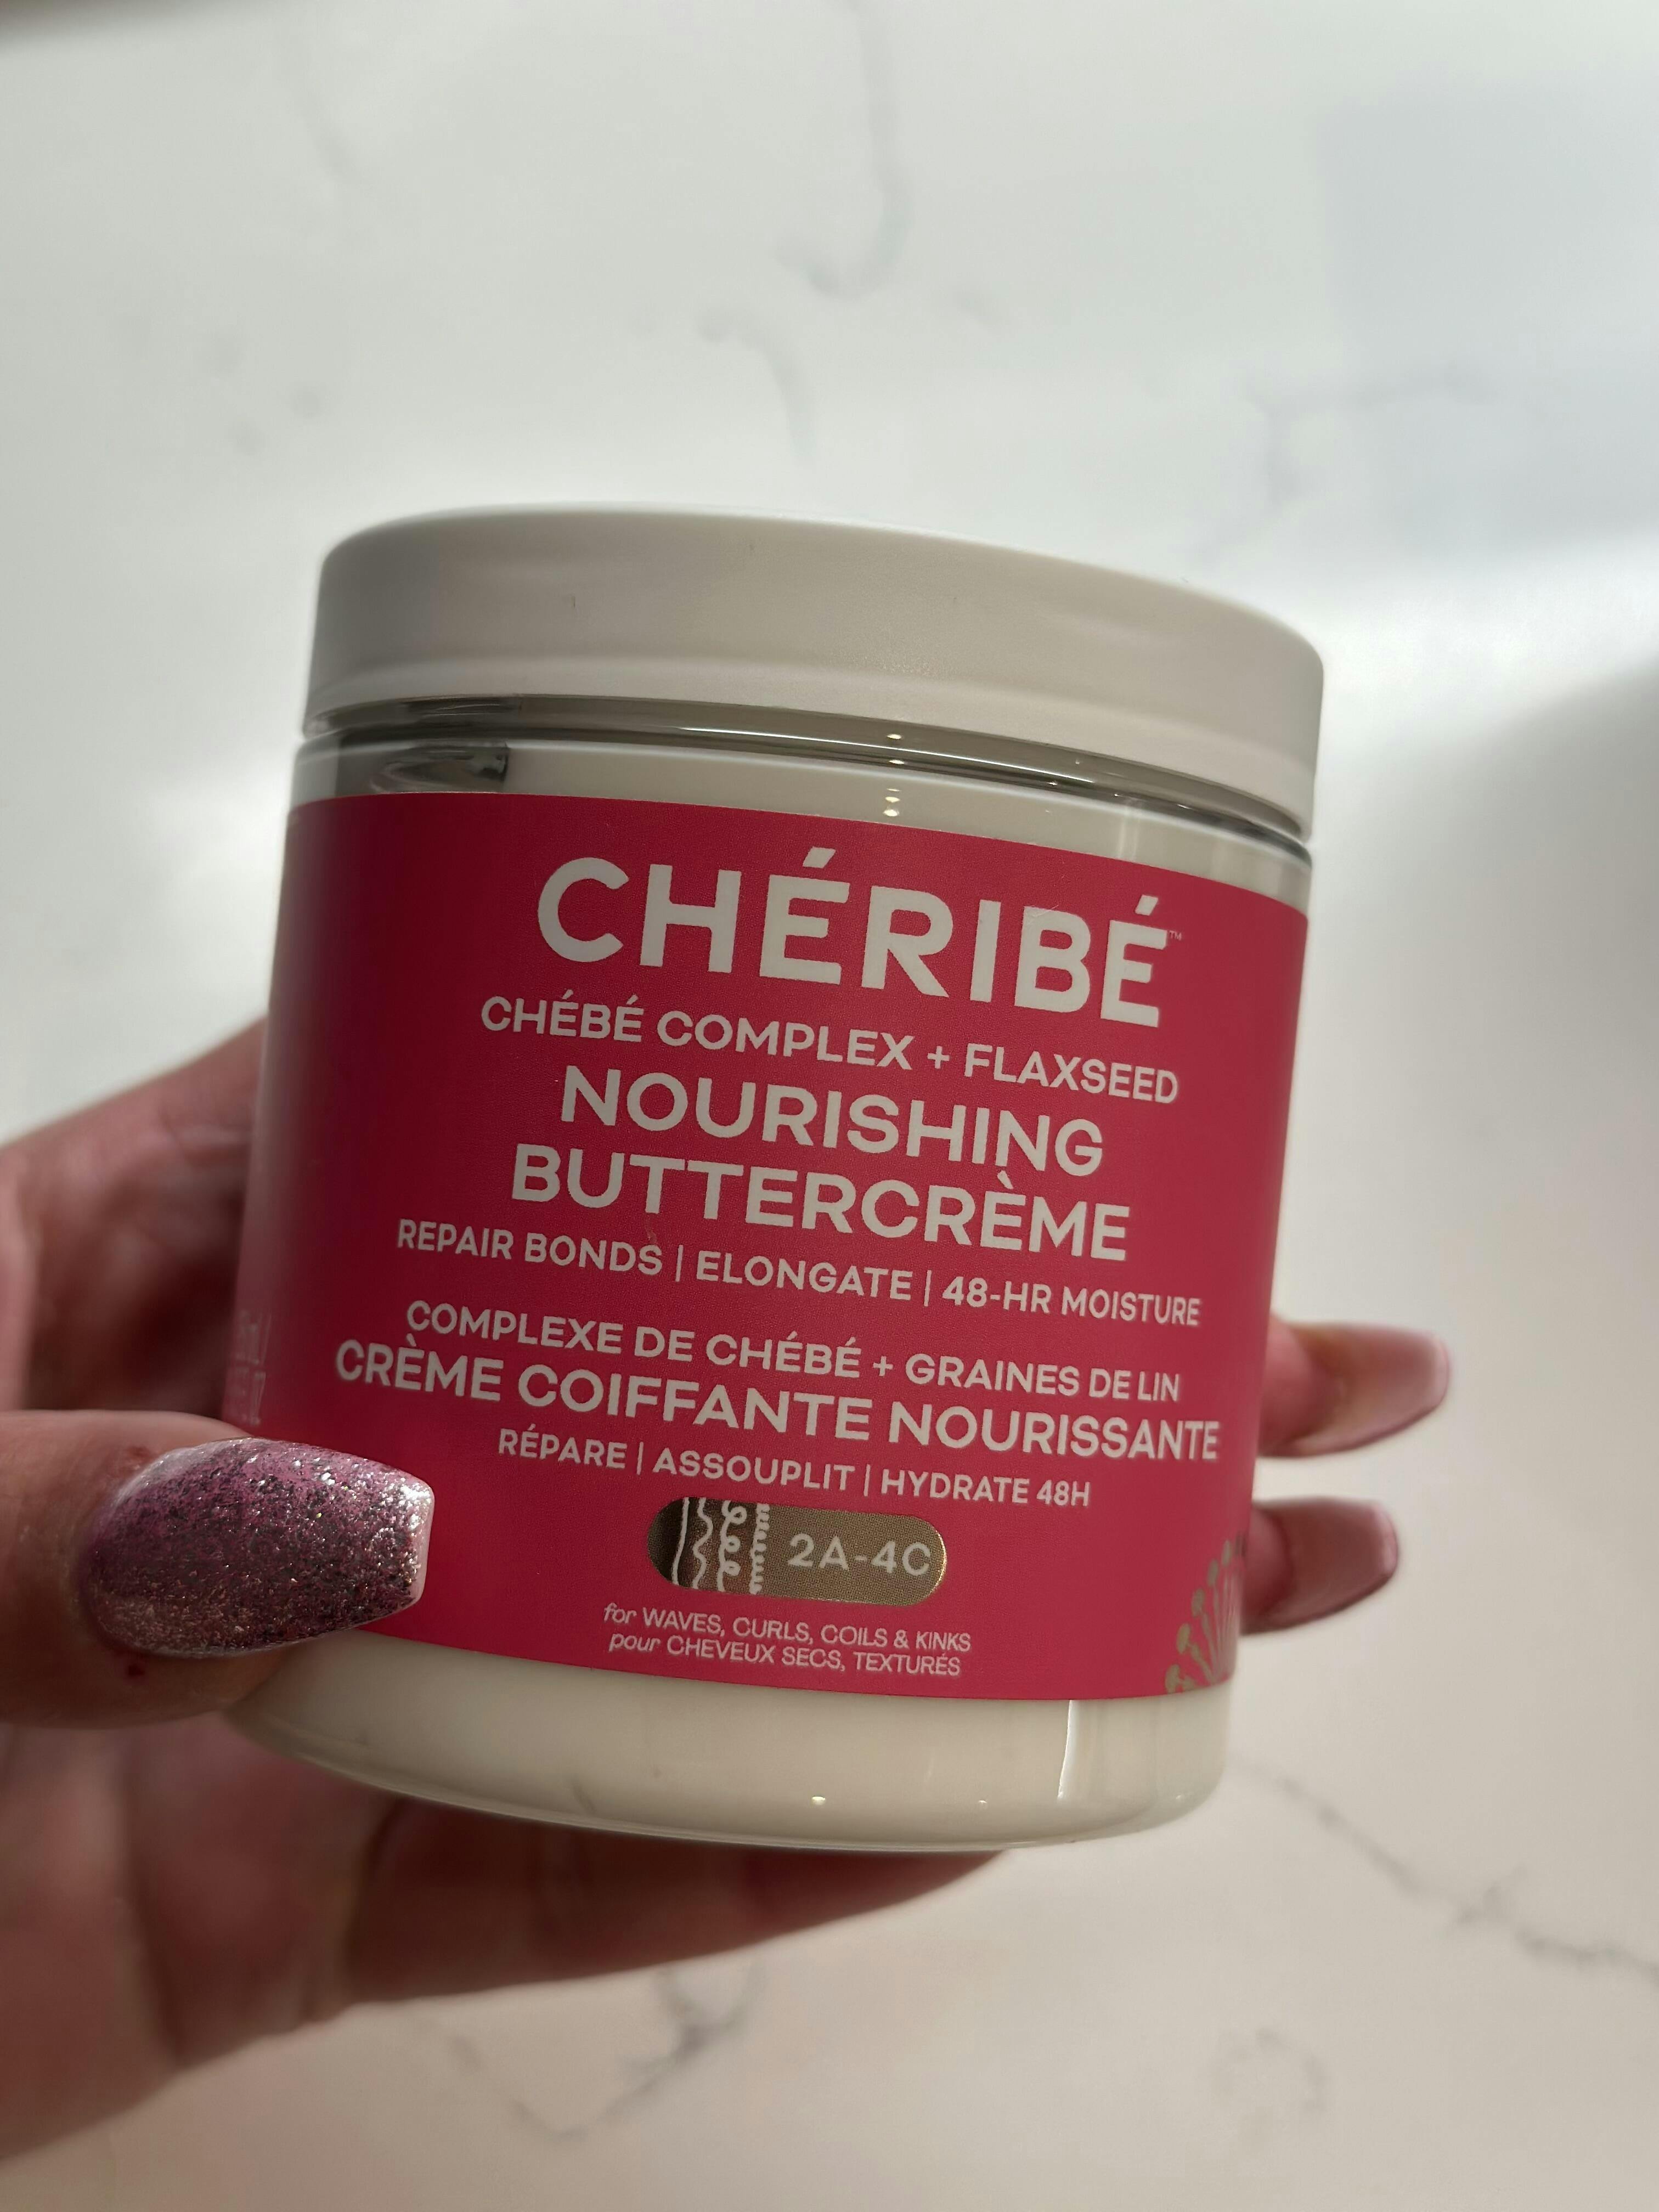 CHÉRIBÉ™
CHÉBÉ COMPLEX + FLAXSEED
NOURISHING
BUTTERCRÈME
REPAIR BONDS | ELONGATE | 48-HR MOISTURE
COMPLEXE DE CHÉBÉ + GRAINES DE LIN
CRÈME COIFFANTE NOURISSANTE
RÉPARE | ASSOUPLIT | HYDRATE 48H
2A-4C
for WAVES, CURLS, COILS & KINKS
pour CHEVEUX SECS, TEXTURÉS